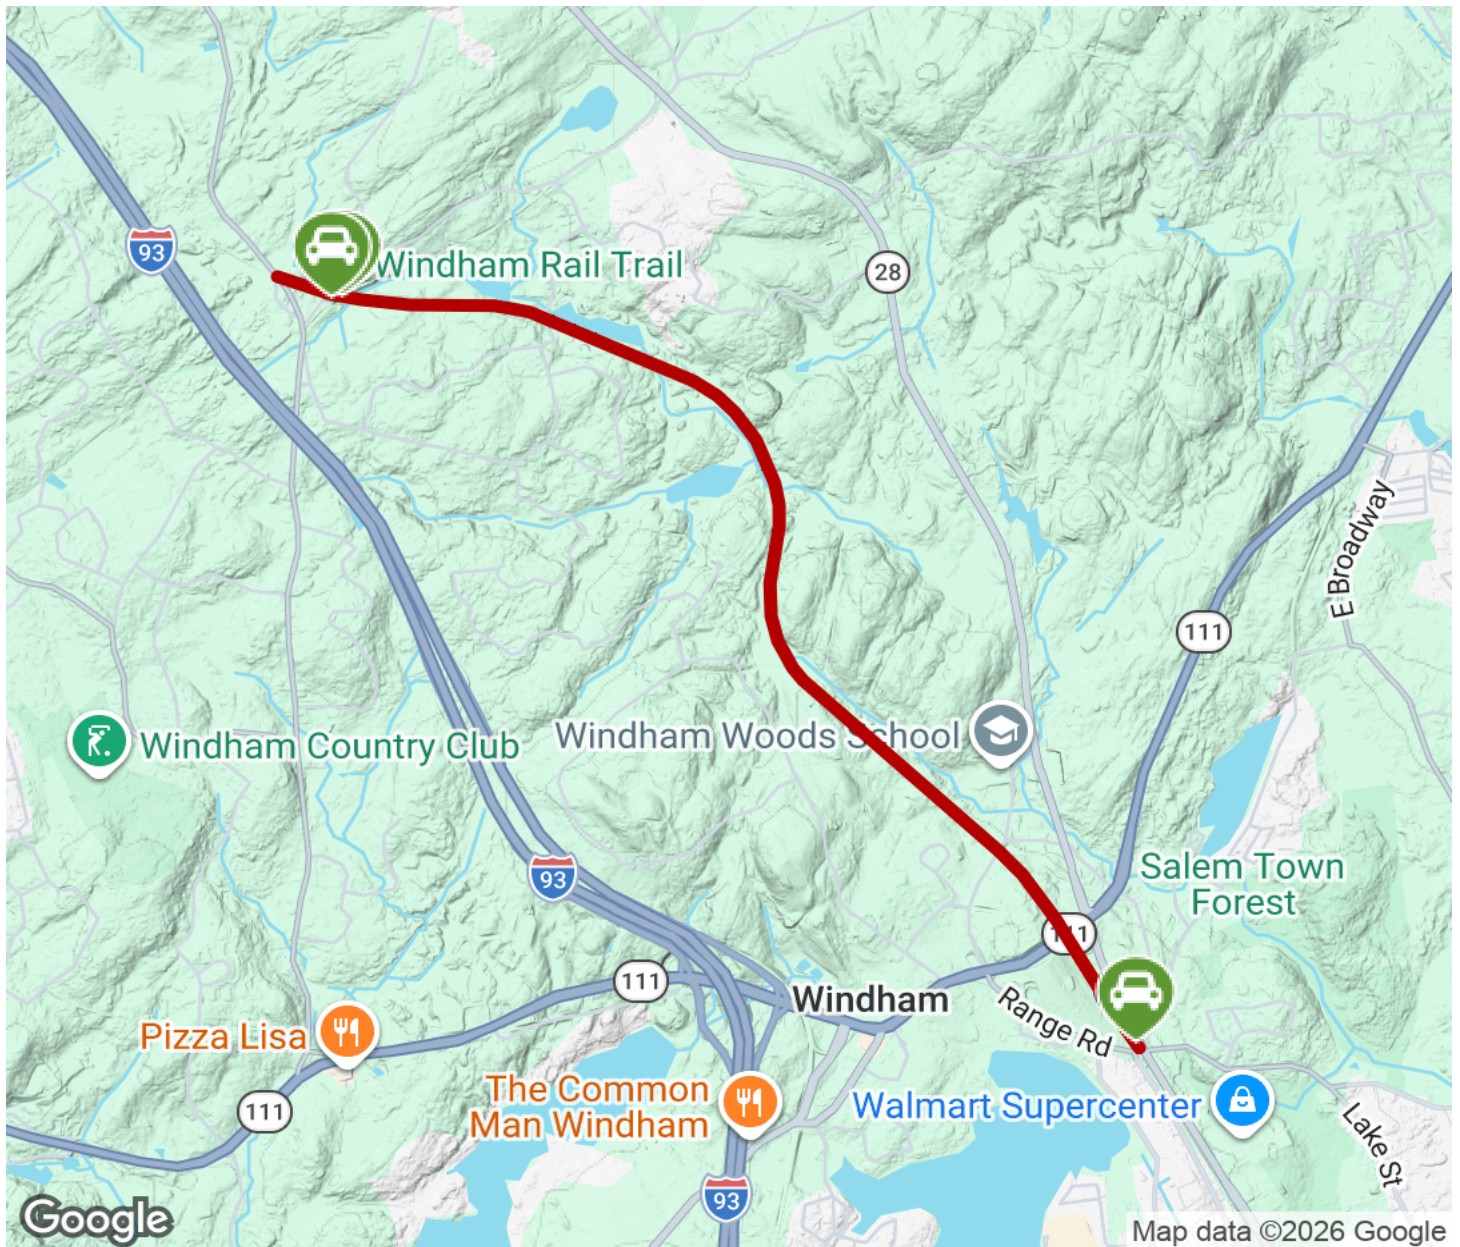 93
Windham Rail Trail
28
E Broadway
111
Windham Woods School
Windham Country Club
93
Salem Town
Forest
111
111
Windham
Range Rd
Pizza Lisa
The Common
Man Windham
Walmart Supercenter
111
Lake St
93
Google
Map data ©2026 Google